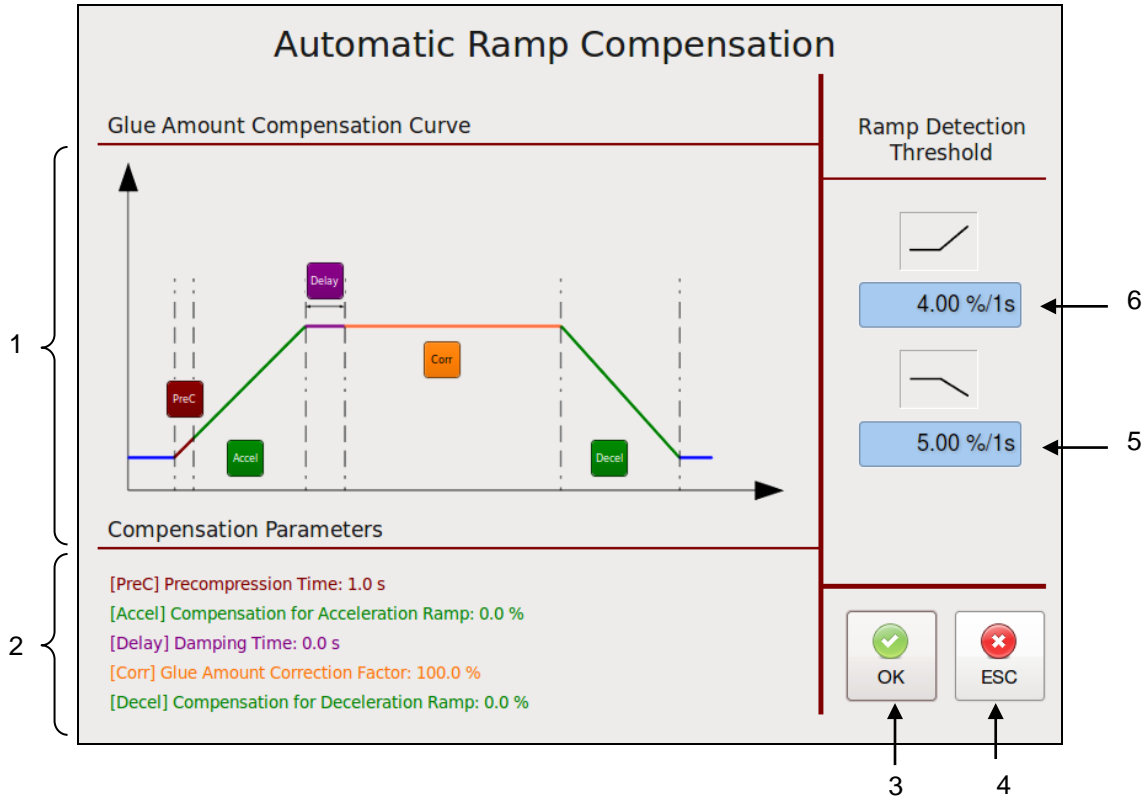 Automatic Ramp Compensation
Glue Amount Compensation Curve
Delay
Corr
PreC
Accel
Decel
Compensation Parameters
[PreC] Precompression Time: 1.0 s
[Accel] Compensation for Acceleration Ramp: 0.0 %
[Delay] Damping Time: 0.0 s
[Corr] Glue Amount Correction Factor: 100.0 %
[Decel] Compensation for Deceleration Ramp: 0.0 %
Ramp Detection
Threshold
4.00 %/1s
5.00 %/1s
OK
ESC
1
2
3
4
5
6